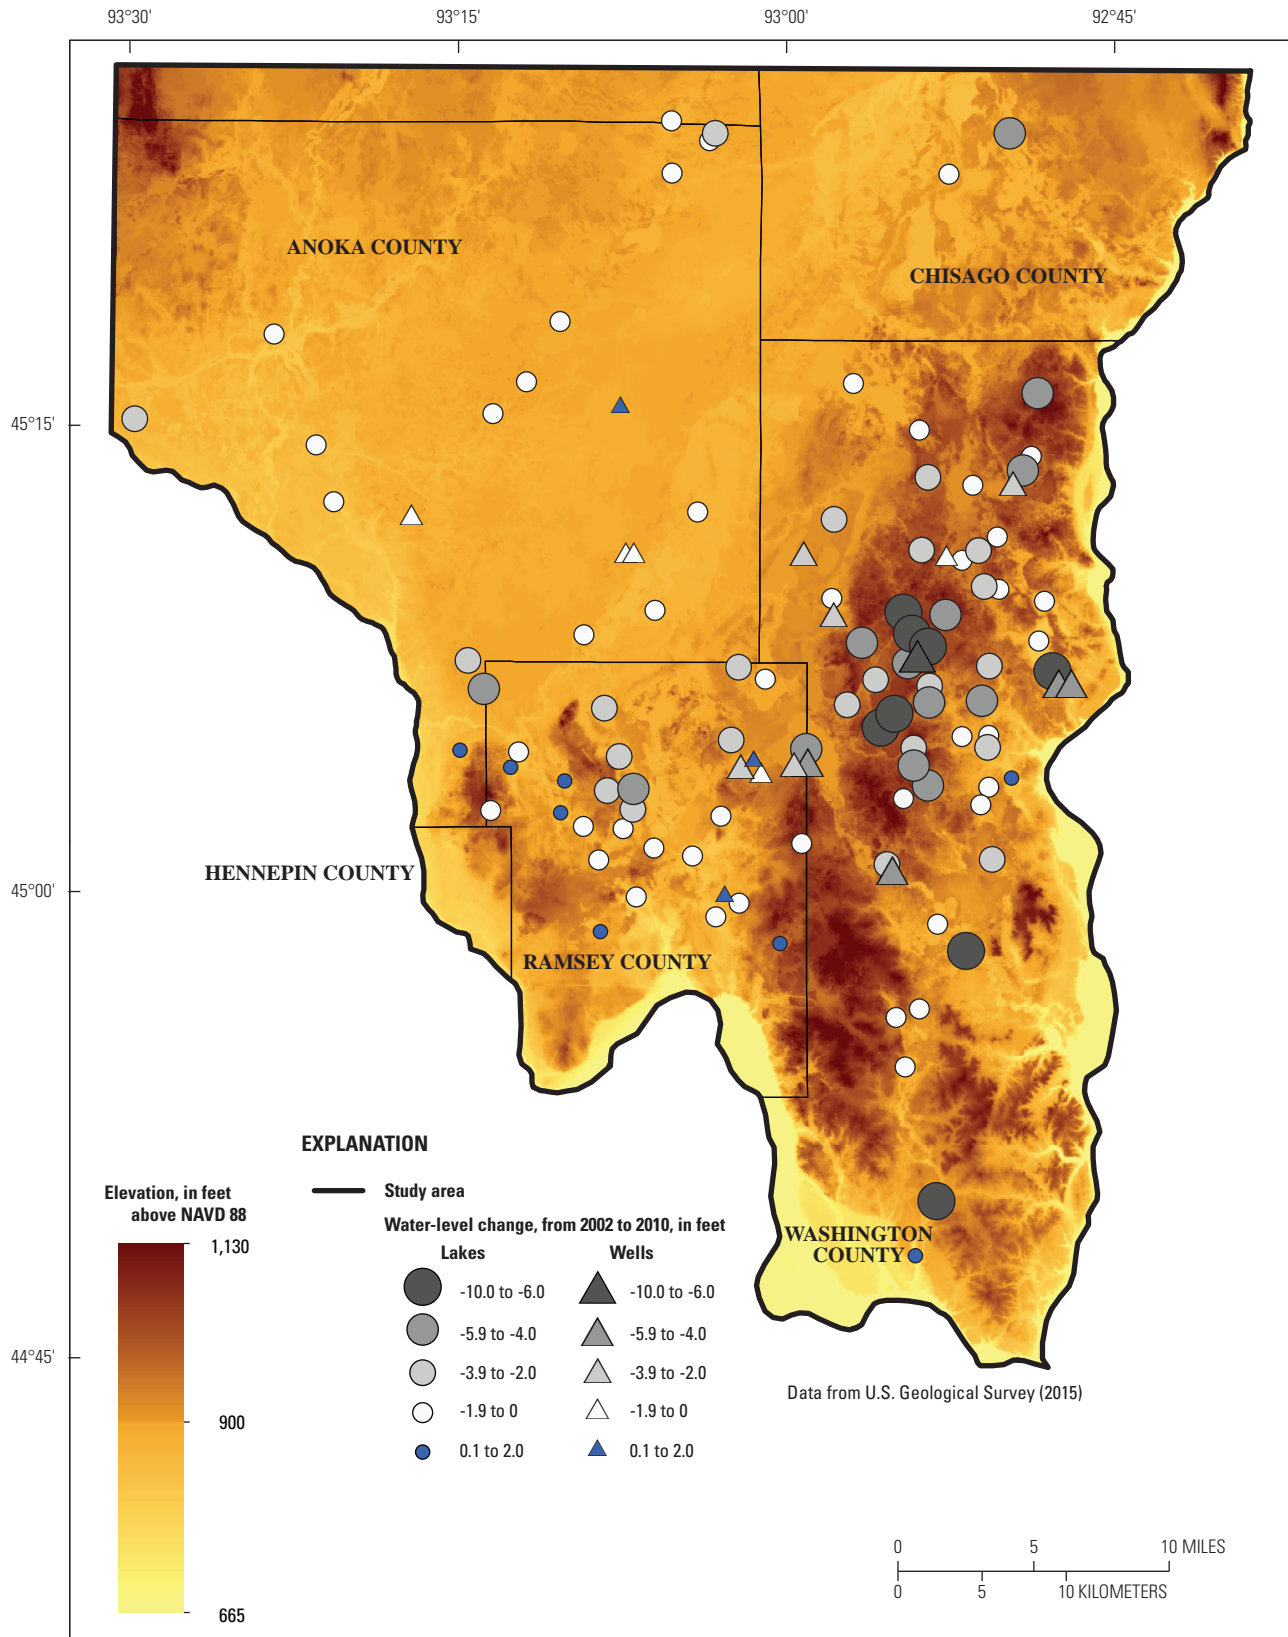 93°30' 93°15' 93°00' 92°45'
ANOKA COUNTY
CHISAGO COUNTY
45°15'
HENNEPIN COUNTY
45°00'
RAMSEY COUNTY
WASHINGTON
COUNTY
44°45'
EXPLANATION
Study area
Elevation, in feet
above NAVD 88
1,130
900
665
Water-level change, from 2002 to 2010, in feet
Lakes Wells
-10.0 to -6.0 -10.0 to -6.0
-5.9 to -4.0 -5.9 to -4.0
-3.9 to -2.0 -3.9 to -2.0
-1.9 to 0 -1.9 to 0
0.1 to 2.0 0.1 to 2.0
Data from U.S. Geological Survey (2015)
0 5 10 MILES
0 5 10 KILOMETERS